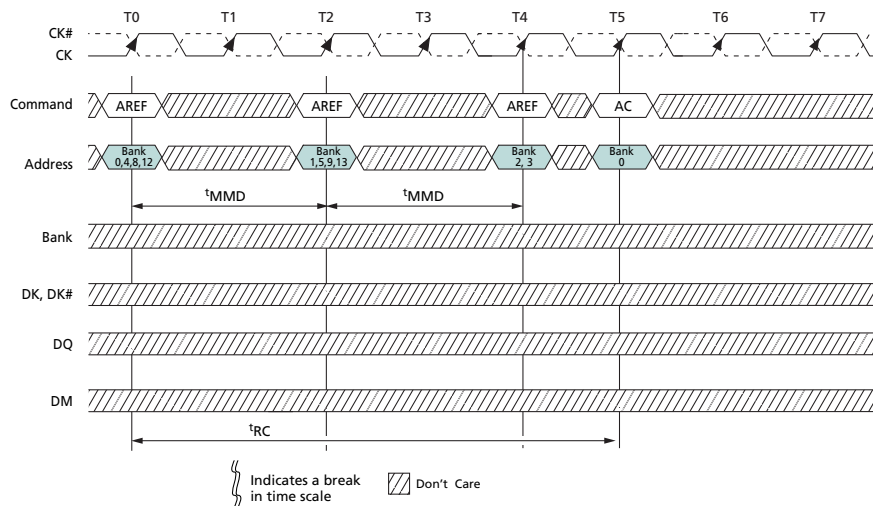 T0 T1 T2 T3 T4 T5 T6 T7
CK#
CK
Command AREF AREF AREF AC
Address Bank 0,4,8,12 Bank 1,5,9,13 Bank 2, 3 Bank 0
tMMD tMMD
Bank
DK, DK#
DQ
DM
tRC
Indicates a break
in time scale
Don't Care